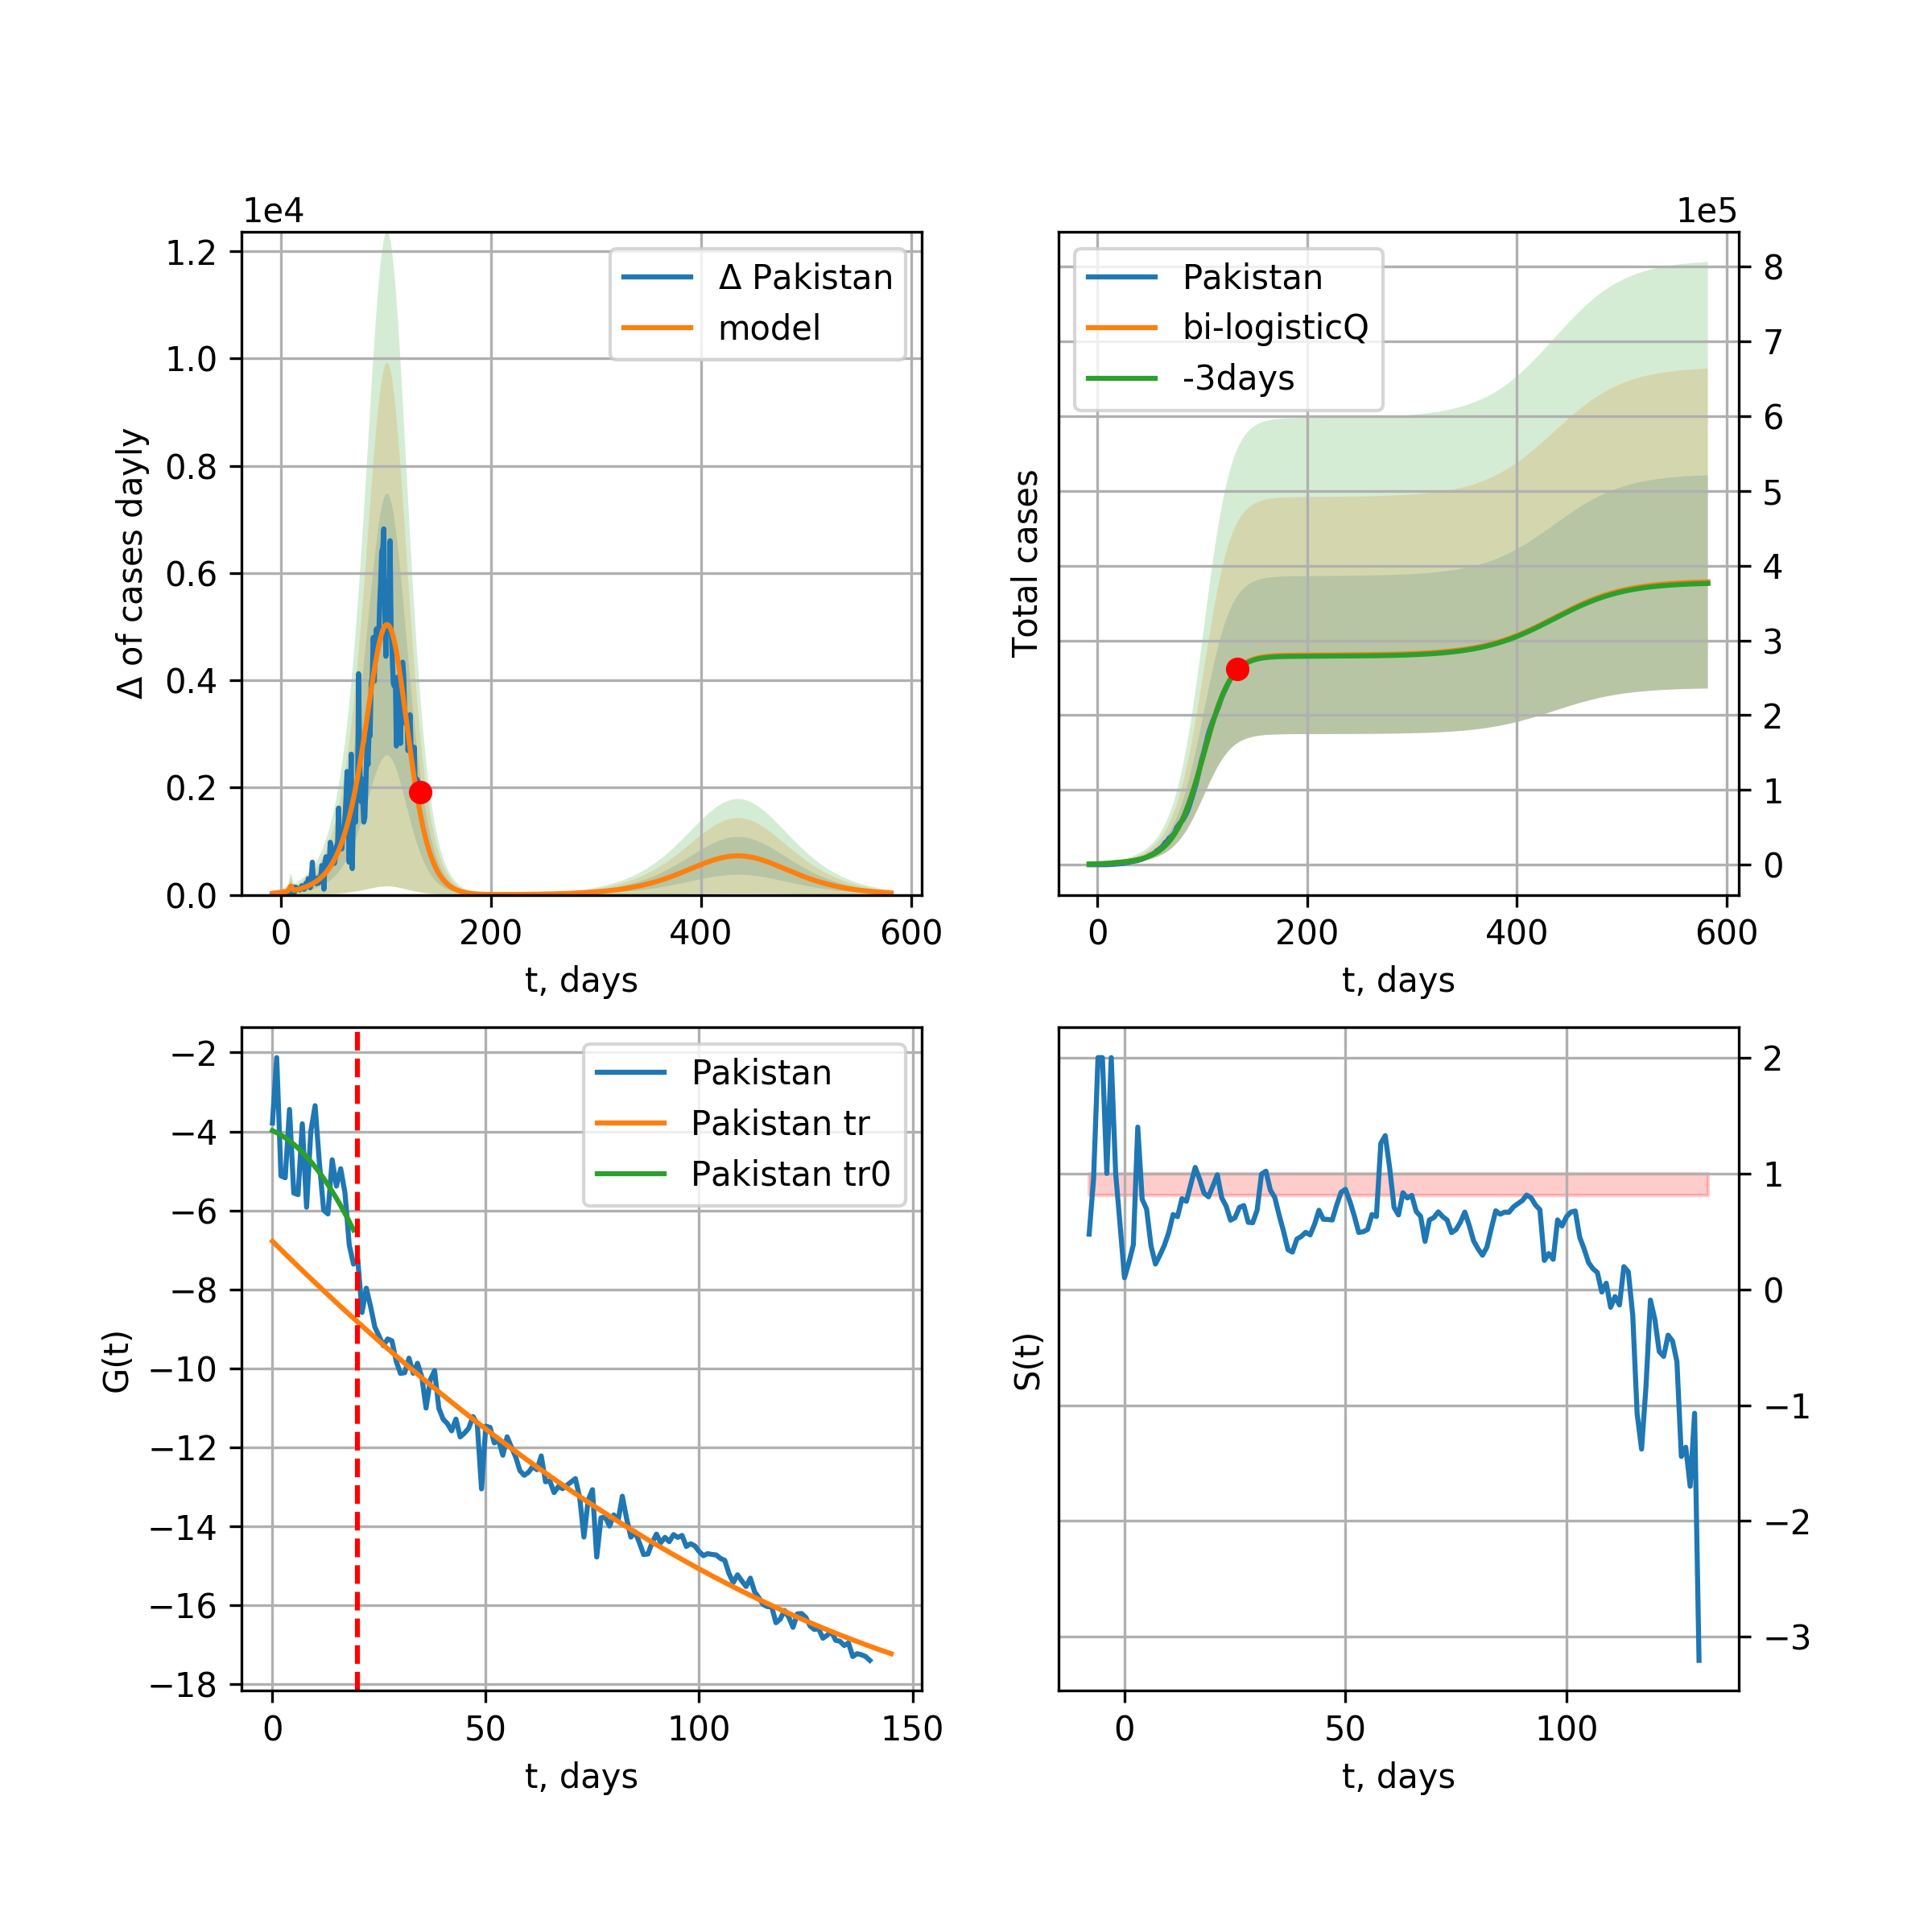 1e4
1.2
1.0
0.8
0.6
0.4
0.2
0.0
Δ of cases dayly
Δ Pakistan
model
0 200 400 600
t, days
1e5
Pakistan
bi-logisticQ
-3days
Total cases
8
7
6
5
4
3
2
1
0
0 200 400 600
t, days
−2
−4
−6
−8
−10
−12
−14
−16
−18
G(t)
Pakistan
Pakistan tr
Pakistan tr0
0 50 100 150
t, days
S(t)
2
1
0
−1
−2
−3
0 50 100
t, days